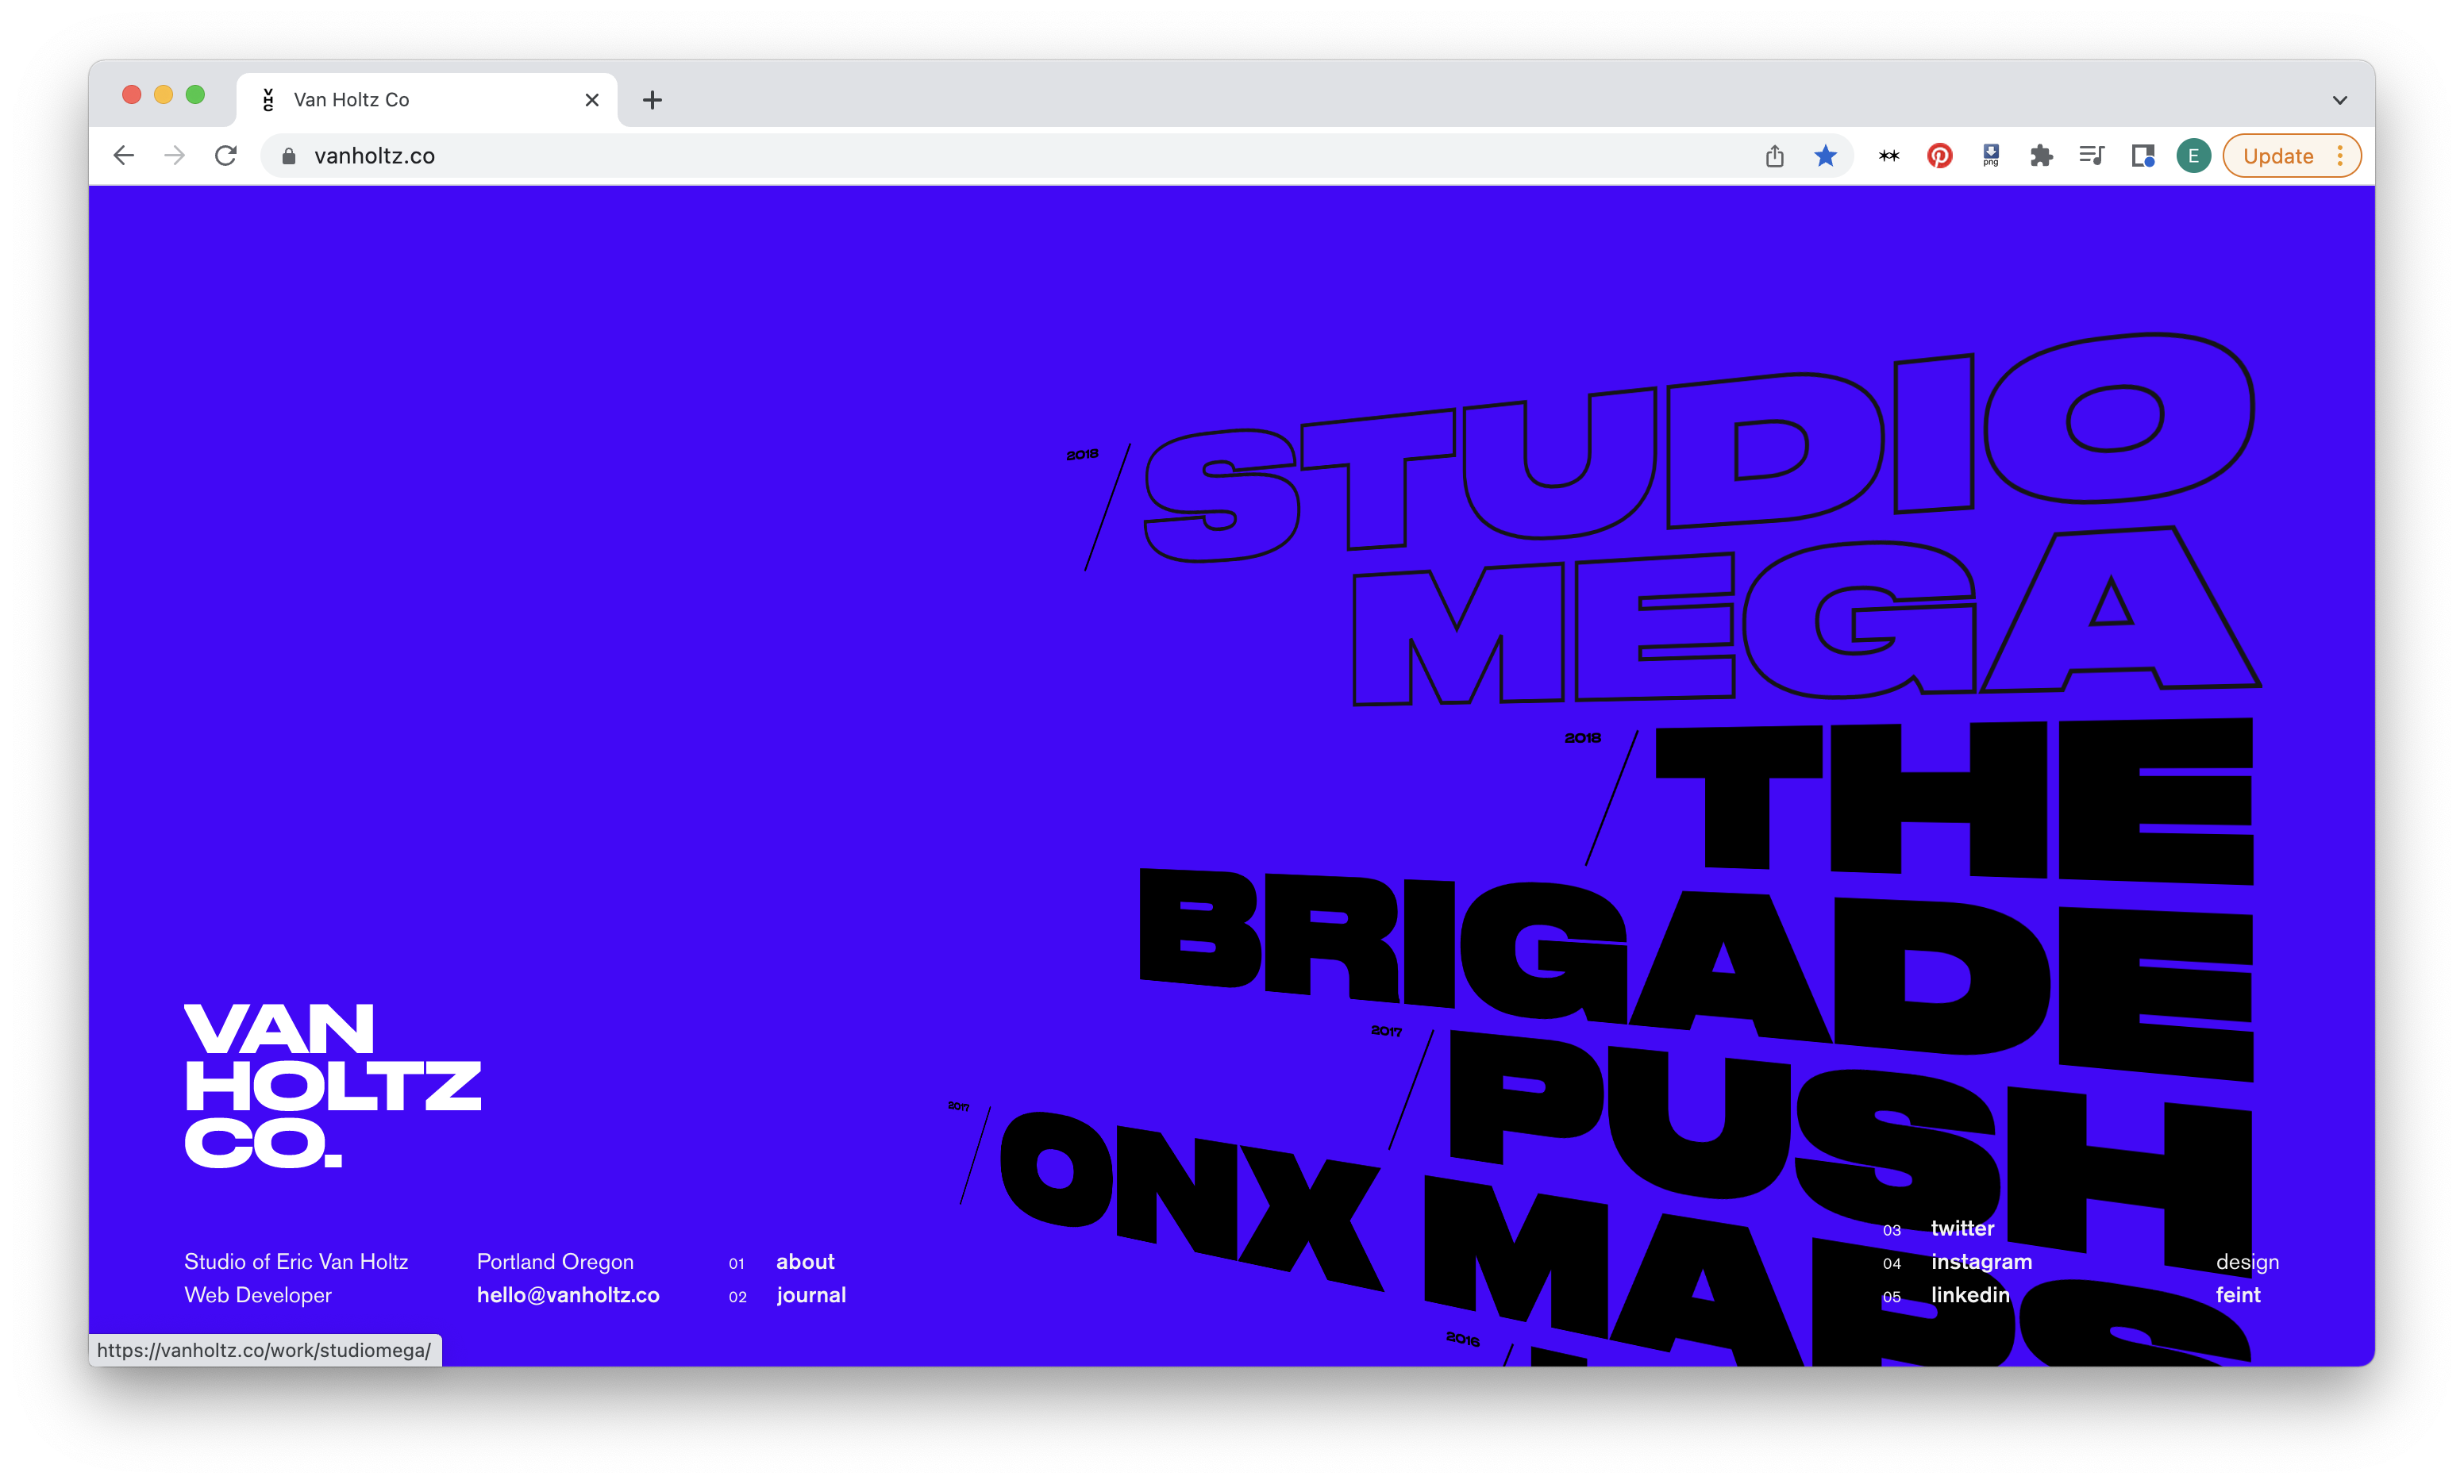 Van Holtz Co
vanholtz.co
png
E
Update
2018
STUDIO
MEGA
2018
THE
BRIGADE
2017
PUSH
2017
ONX MAPS
2016
VAN
HOLTZ
CO.
Studio of Eric Van Holtz
Web Developer
Portland Oregon
hello@vanholtz.co
01 about
02 journal
03 twitter
04 instagram
05 linkedin
design
feint
https://vanholtz.co/work/studiomega/